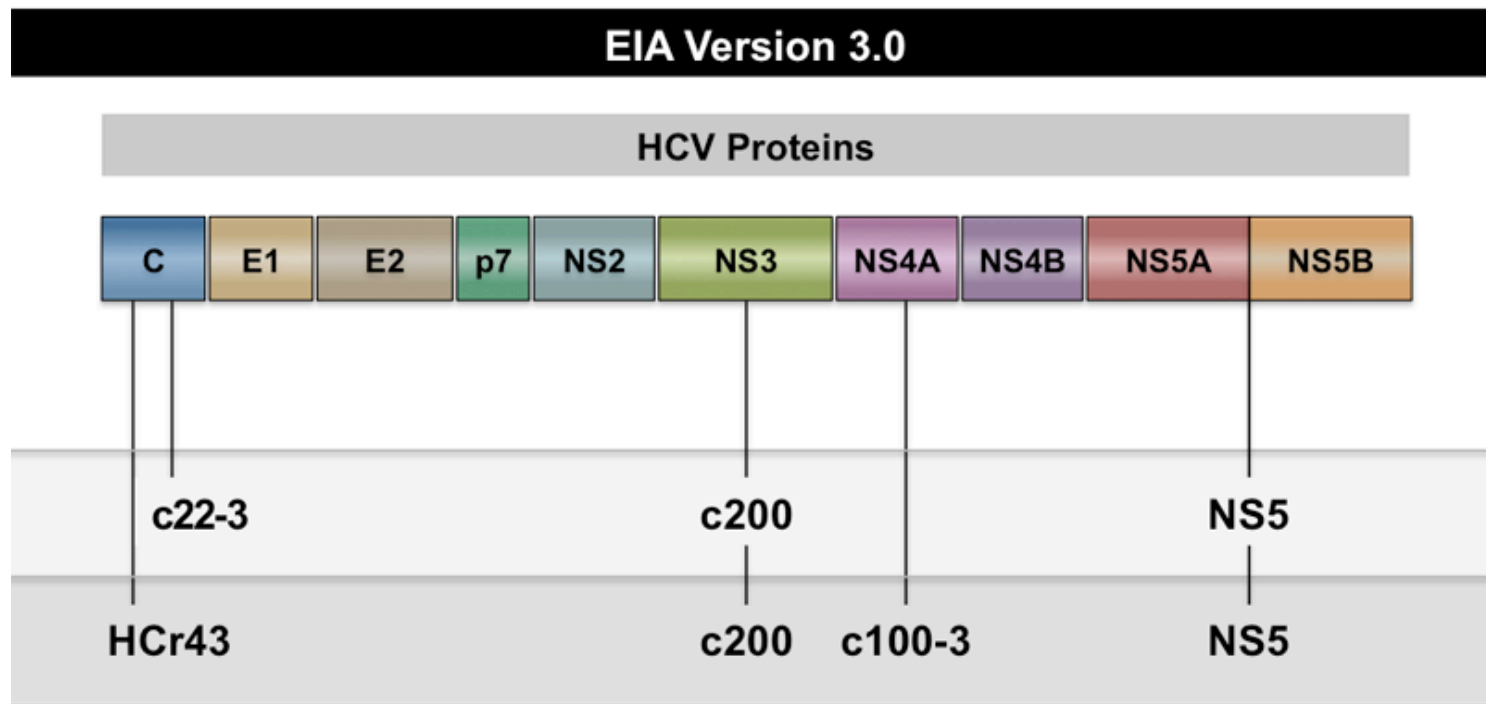 EIA Version 3.0
HCV Proteins
C E1 E2 p7 NS2 NS3 NS4A NS4B NS5A NS5B
c22-3 c200 NS5
HCr43 c200 c100-3 NS5